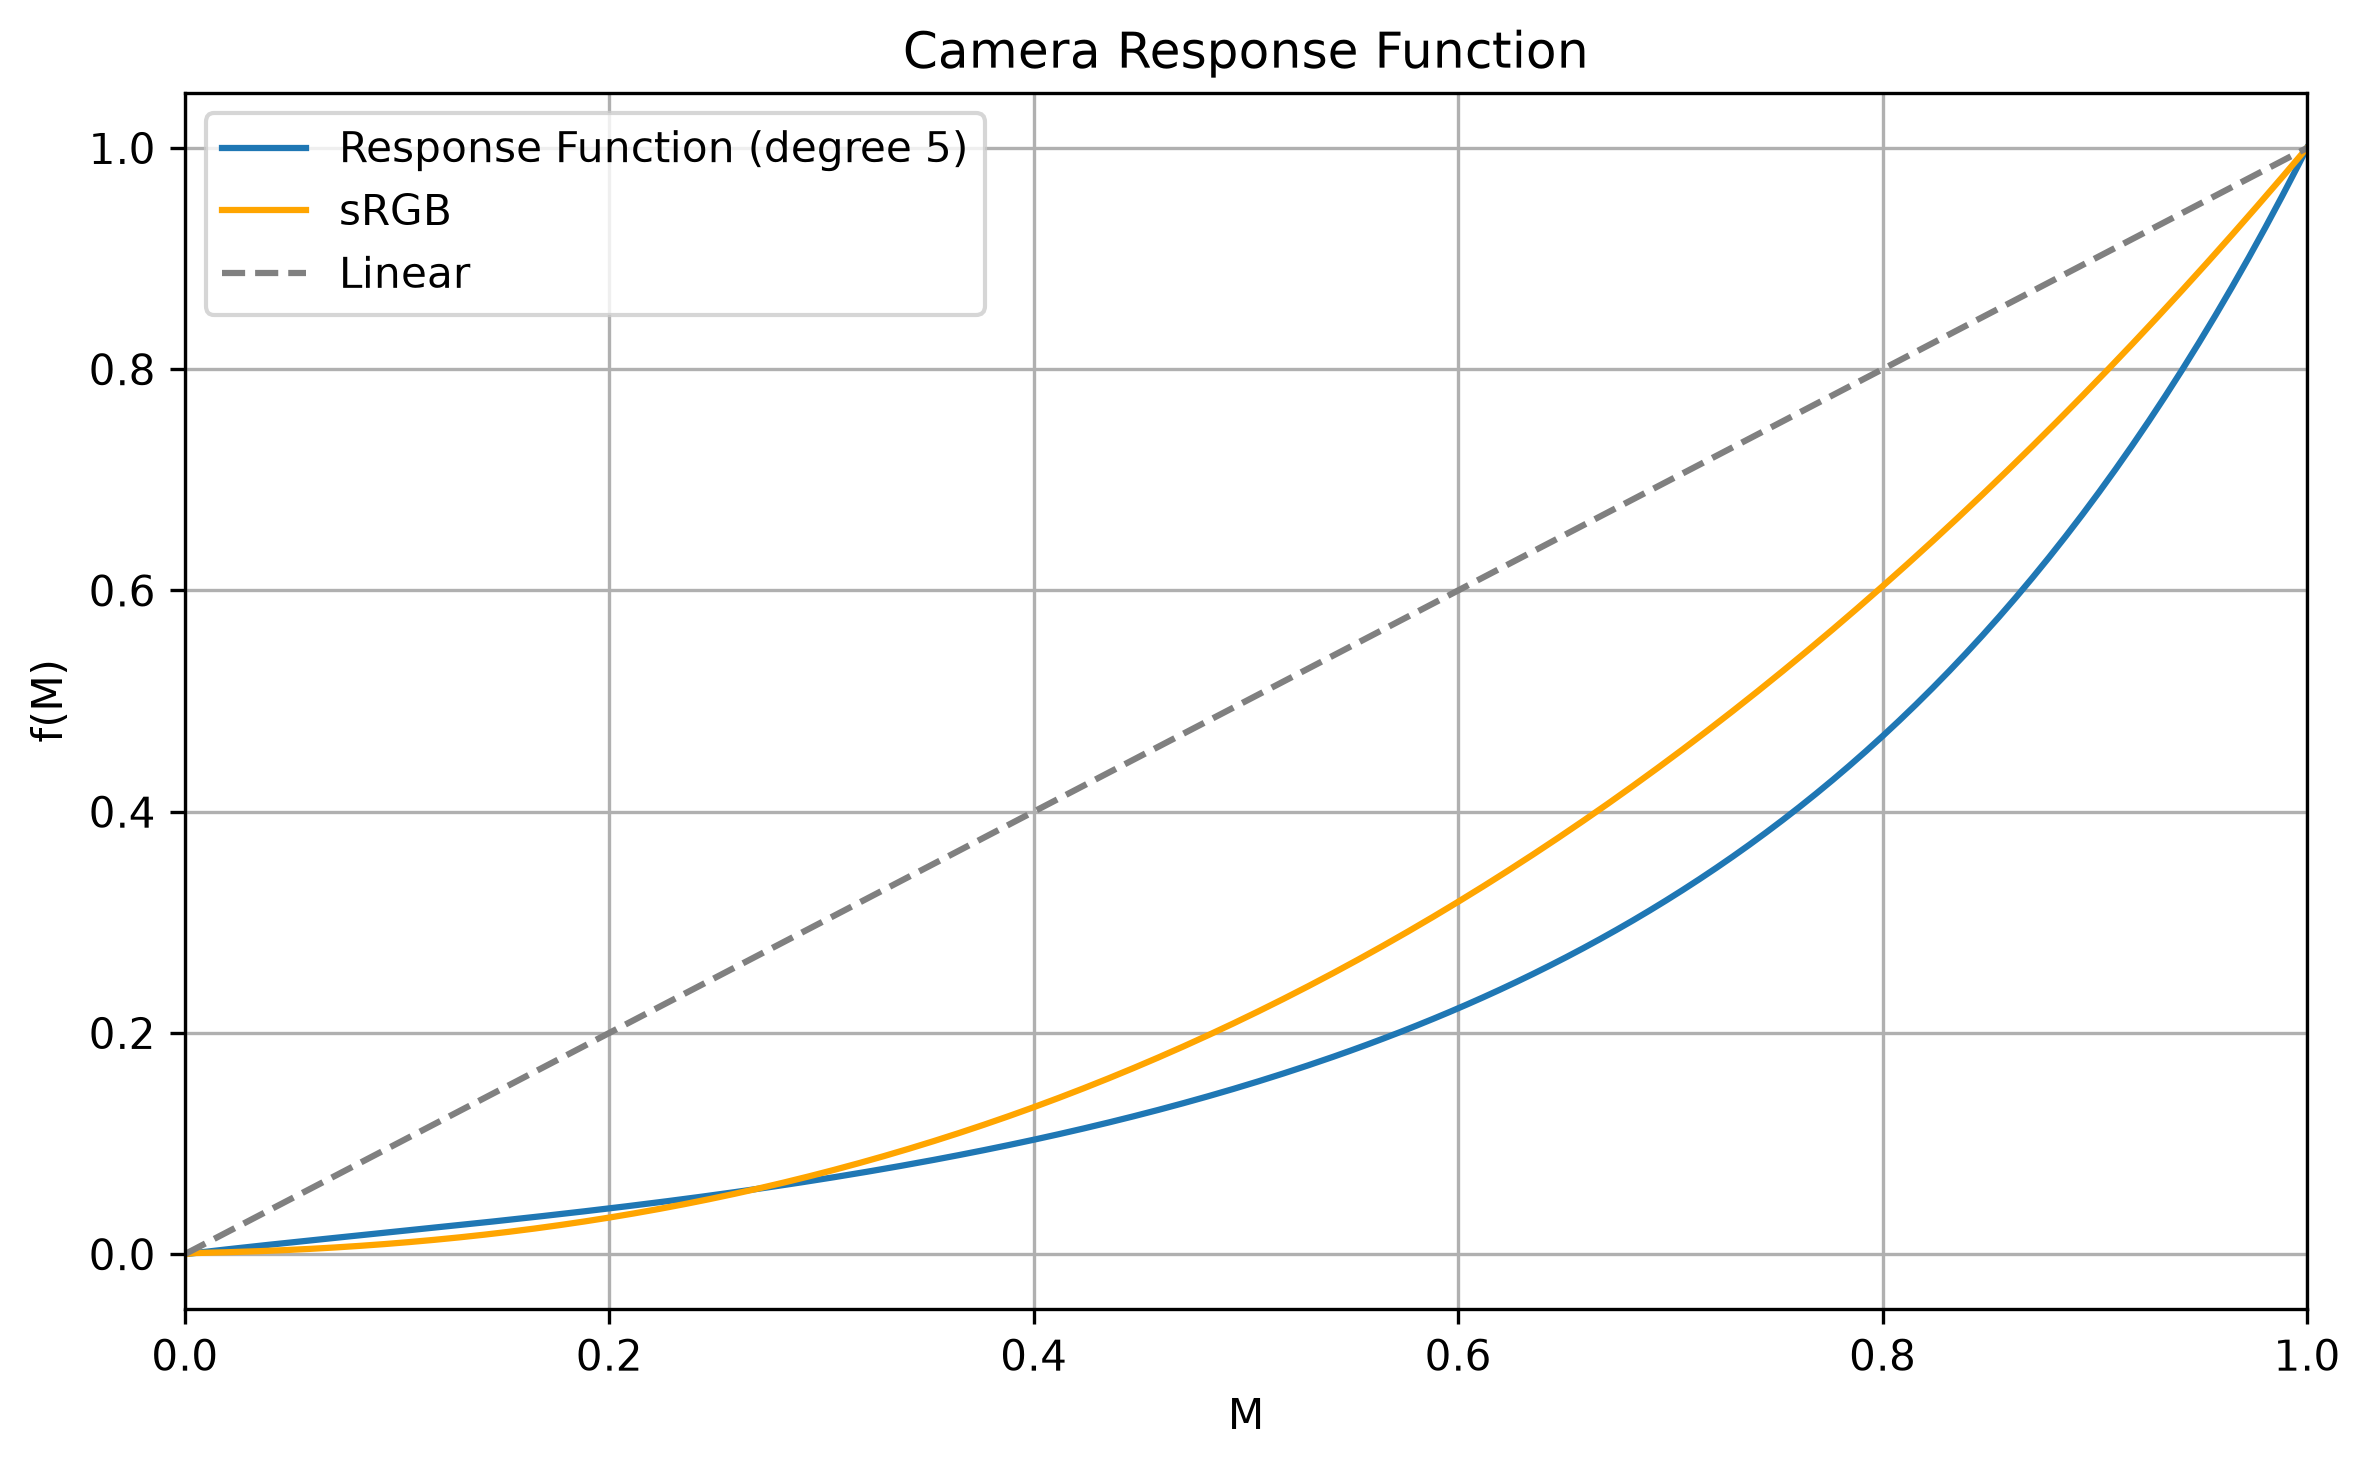 Camera Response Function
Response Function (degree 5)
sRGB
Linear
1.0
0.8
0.6
0.4
0.2
0.0
f(M)
0.0 0.2 0.4 0.6 0.8 1.0
M